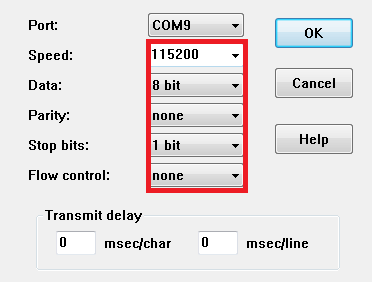 Port: COM9
OK
Speed: 115200
Data: 8 bit
Cancel
Parity: none
Stop bits: 1 bit
Help
Flow control: none
Transmit delay
0 msec/char 0 msec/line